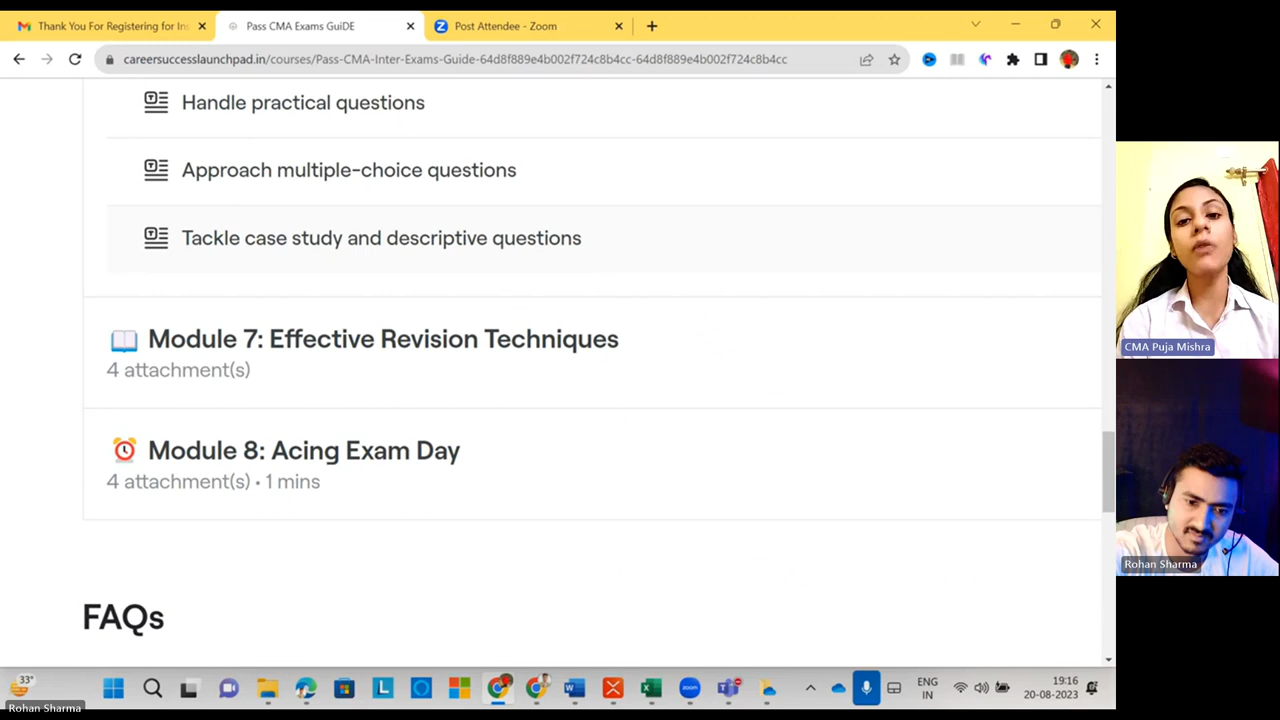 Thank You For Registering for Ins
Pass CMA Exams GuiDE
Post Attendee - Zoom
careersuccesslaunchpad.in/courses/Pass-CMA-Inter-Exams-Guide-64d8f889e4b002f724c8b4cc-64d8f889e4b002f724c8b4cc
Handle practical questions
Approach multiple-choice questions
Tackle case study and descriptive questions
Module 7: Effective Revision Techniques
4 attachment(s)
Module 8: Acing Exam Day
4 attachment(s) • 1 mins
FAQs
CMA Puja Mishra
Rohan Sharma
33°
ENG
IN
19:16
20-08-2023
Rohan Sharma